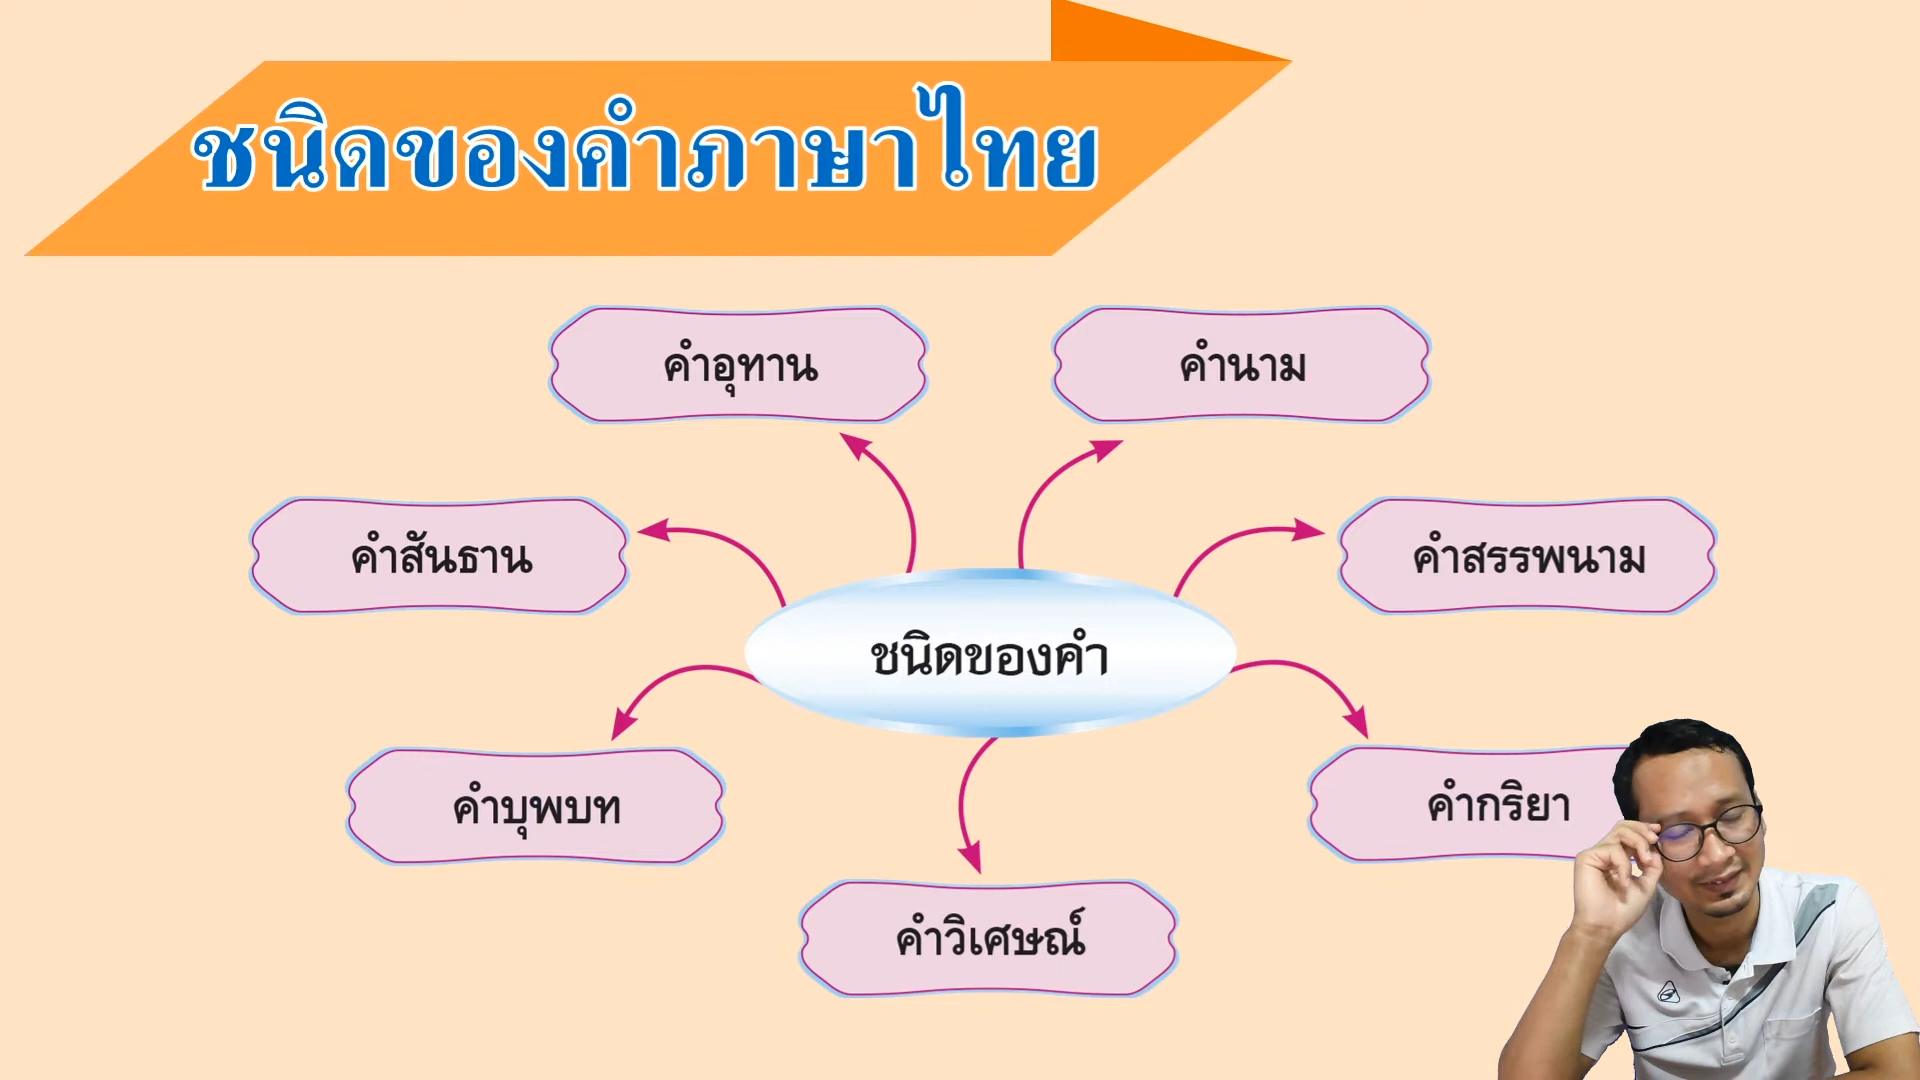 ชนิดของคำภาษาไทย
คำอุทาน
คำนาม
คำสันธาน
คำสรรพนาม
ชนิดของคำ
คำบุพบท
คำกริยา
คำวิเศษณ์